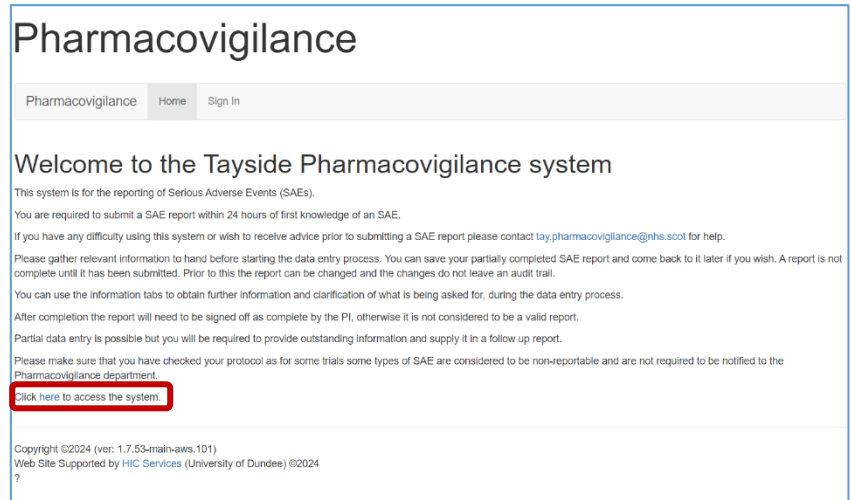 Pharmacovigilance
Pharmacovigilance Home Sign In
Welcome to the Tayside Pharmacovigilance system
This system is for the reporting of Serious Adverse Events (SAEs).
You are required to submit a SAE report within 24 hours of first knowledge of an SAE.
If you have any difficulty using this system or wish to receive advice prior to submitting a SAE report please contact tay.pharmacovigilance@nhs.scot for help.
Please gather relevant information to hand before starting the data entry process. You can save your partially completed SAE report and come back to it later if you wish. A report is not
complete until it has been submitted. Prior to this the report can be changed and the changes do not leave an audit trail.
You can use the information tabs to obtain further information and clarification of what is being asked for, during the data entry process.
After completion the report will need to be signed off as complete by the PI, otherwise it is not considered to be a valid report.
Partial data entry is possible but you will be required to provide outstanding information and supply it in a follow up report.
Please make sure that you have checked your protocol as for some trials some types of SAE are considered to be non-reportable and are not required to be notified to the
Pharmacovigilance department.
Click here to access the system.
Copyright ©2024 (ver: 1.7.53-main-aws.101)
Web Site Supported by HIC Services (University of Dundee) ©2024
?